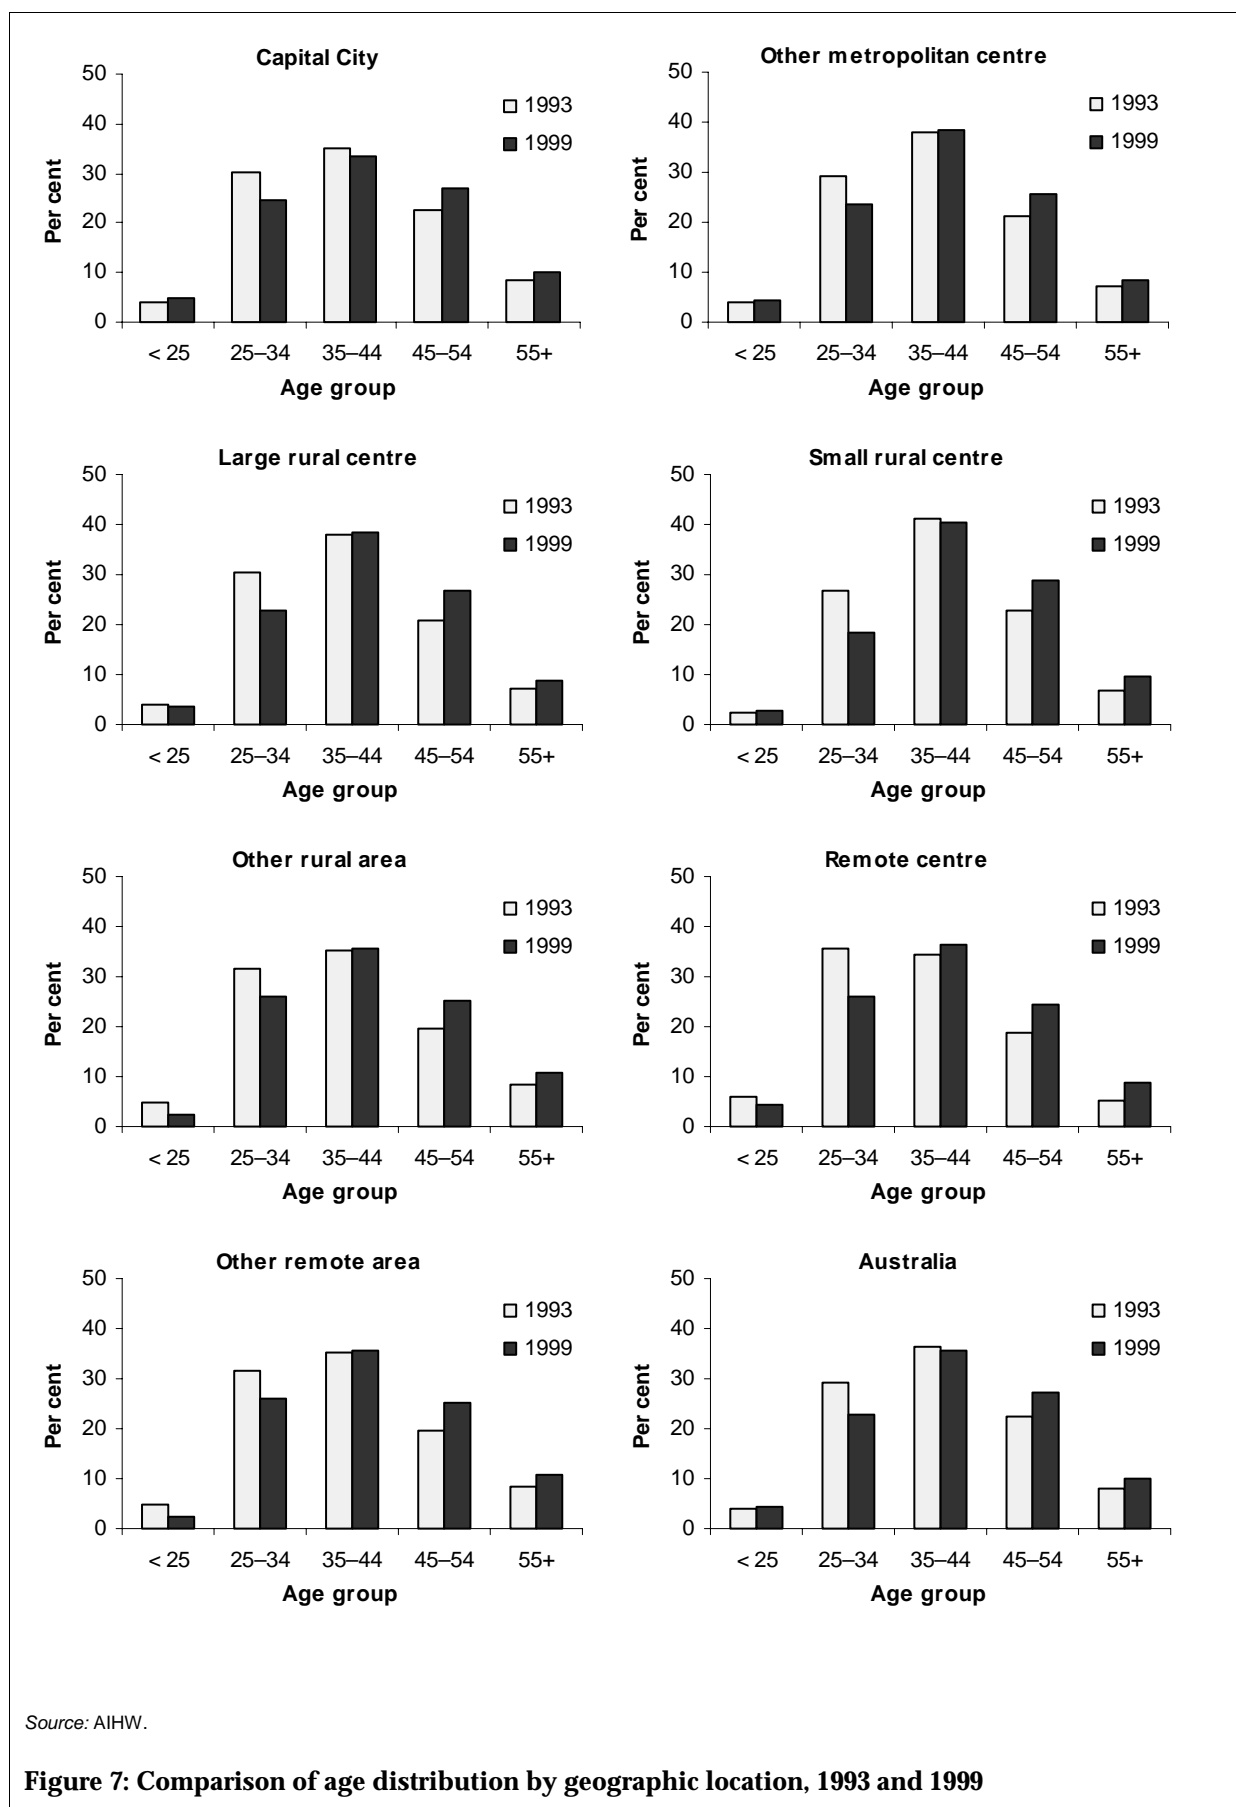 Capital City
50
40
30
20
10
0
Per cent
1993
1999
< 25 25–34 35–44 45–54 55+
Age group
Other metropolitan centre
50
40
30
20
10
0
Per cent
1993
1999
< 25 25–34 35–44 45–54 55+
Age group
Large rural centre
50
40
30
20
10
0
Per cent
1993
1999
< 25 25–34 35–44 45–54 55+
Age group
Small rural centre
50
40
30
20
10
0
Per cent
1993
1999
< 25 25–34 35–44 45–54 55+
Age group
Other rural area
50
40
30
20
10
0
Per cent
1993
1999
< 25 25–34 35–44 45–54 55+
Age group
Remote centre
50
40
30
20
10
0
Per cent
1993
1999
< 25 25–34 35–44 45–54 55+
Age group
Other remote area
50
40
30
20
10
0
Per cent
1993
1999
< 25 25–34 35–44 45–54 55+
Age group
Australia
50
40
30
20
10
0
Per cent
1993
1999
< 25 25–34 35–44 45–54 55+
Age group
Source: AIHW.
Figure 7: Comparison of age distribution by geographic location, 1993 and 1999